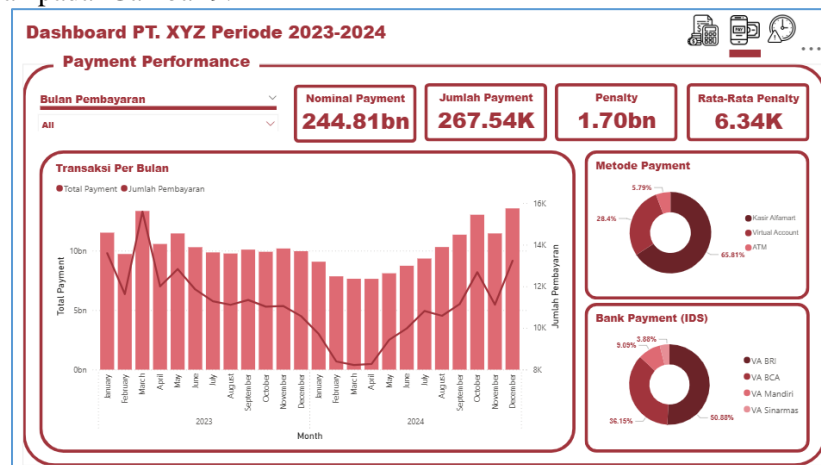 Dashboard PT. XYZ Periode 2023-2024
PAY
Payment Performance
Bulan Pembayaran
All
Nominal Payment
244.81bn
Jumlah Payment
267.54K
Penalty
1.70bn
Rata-Rata Penalty
6.34K
Transaksi Per Bulan
Total Payment Jumlah Pembayaran
Total Payment
10bn
5bn
0bn
16K
14K
12K
10K
8K
Jumlah Pembayaran
January February March April May June July August September October November December January February March April May June July August September October November December
2023 2024
Month
Metode Payment
5.79%
28.4%
65.81%
Kasir Alfamart
Virtual Account
ATM
Bank Payment (IDS)
3.88%
9.09%
36.15%
50.88%
VA BRI
VA BCA
VA Mandiri
VA Sinarmas